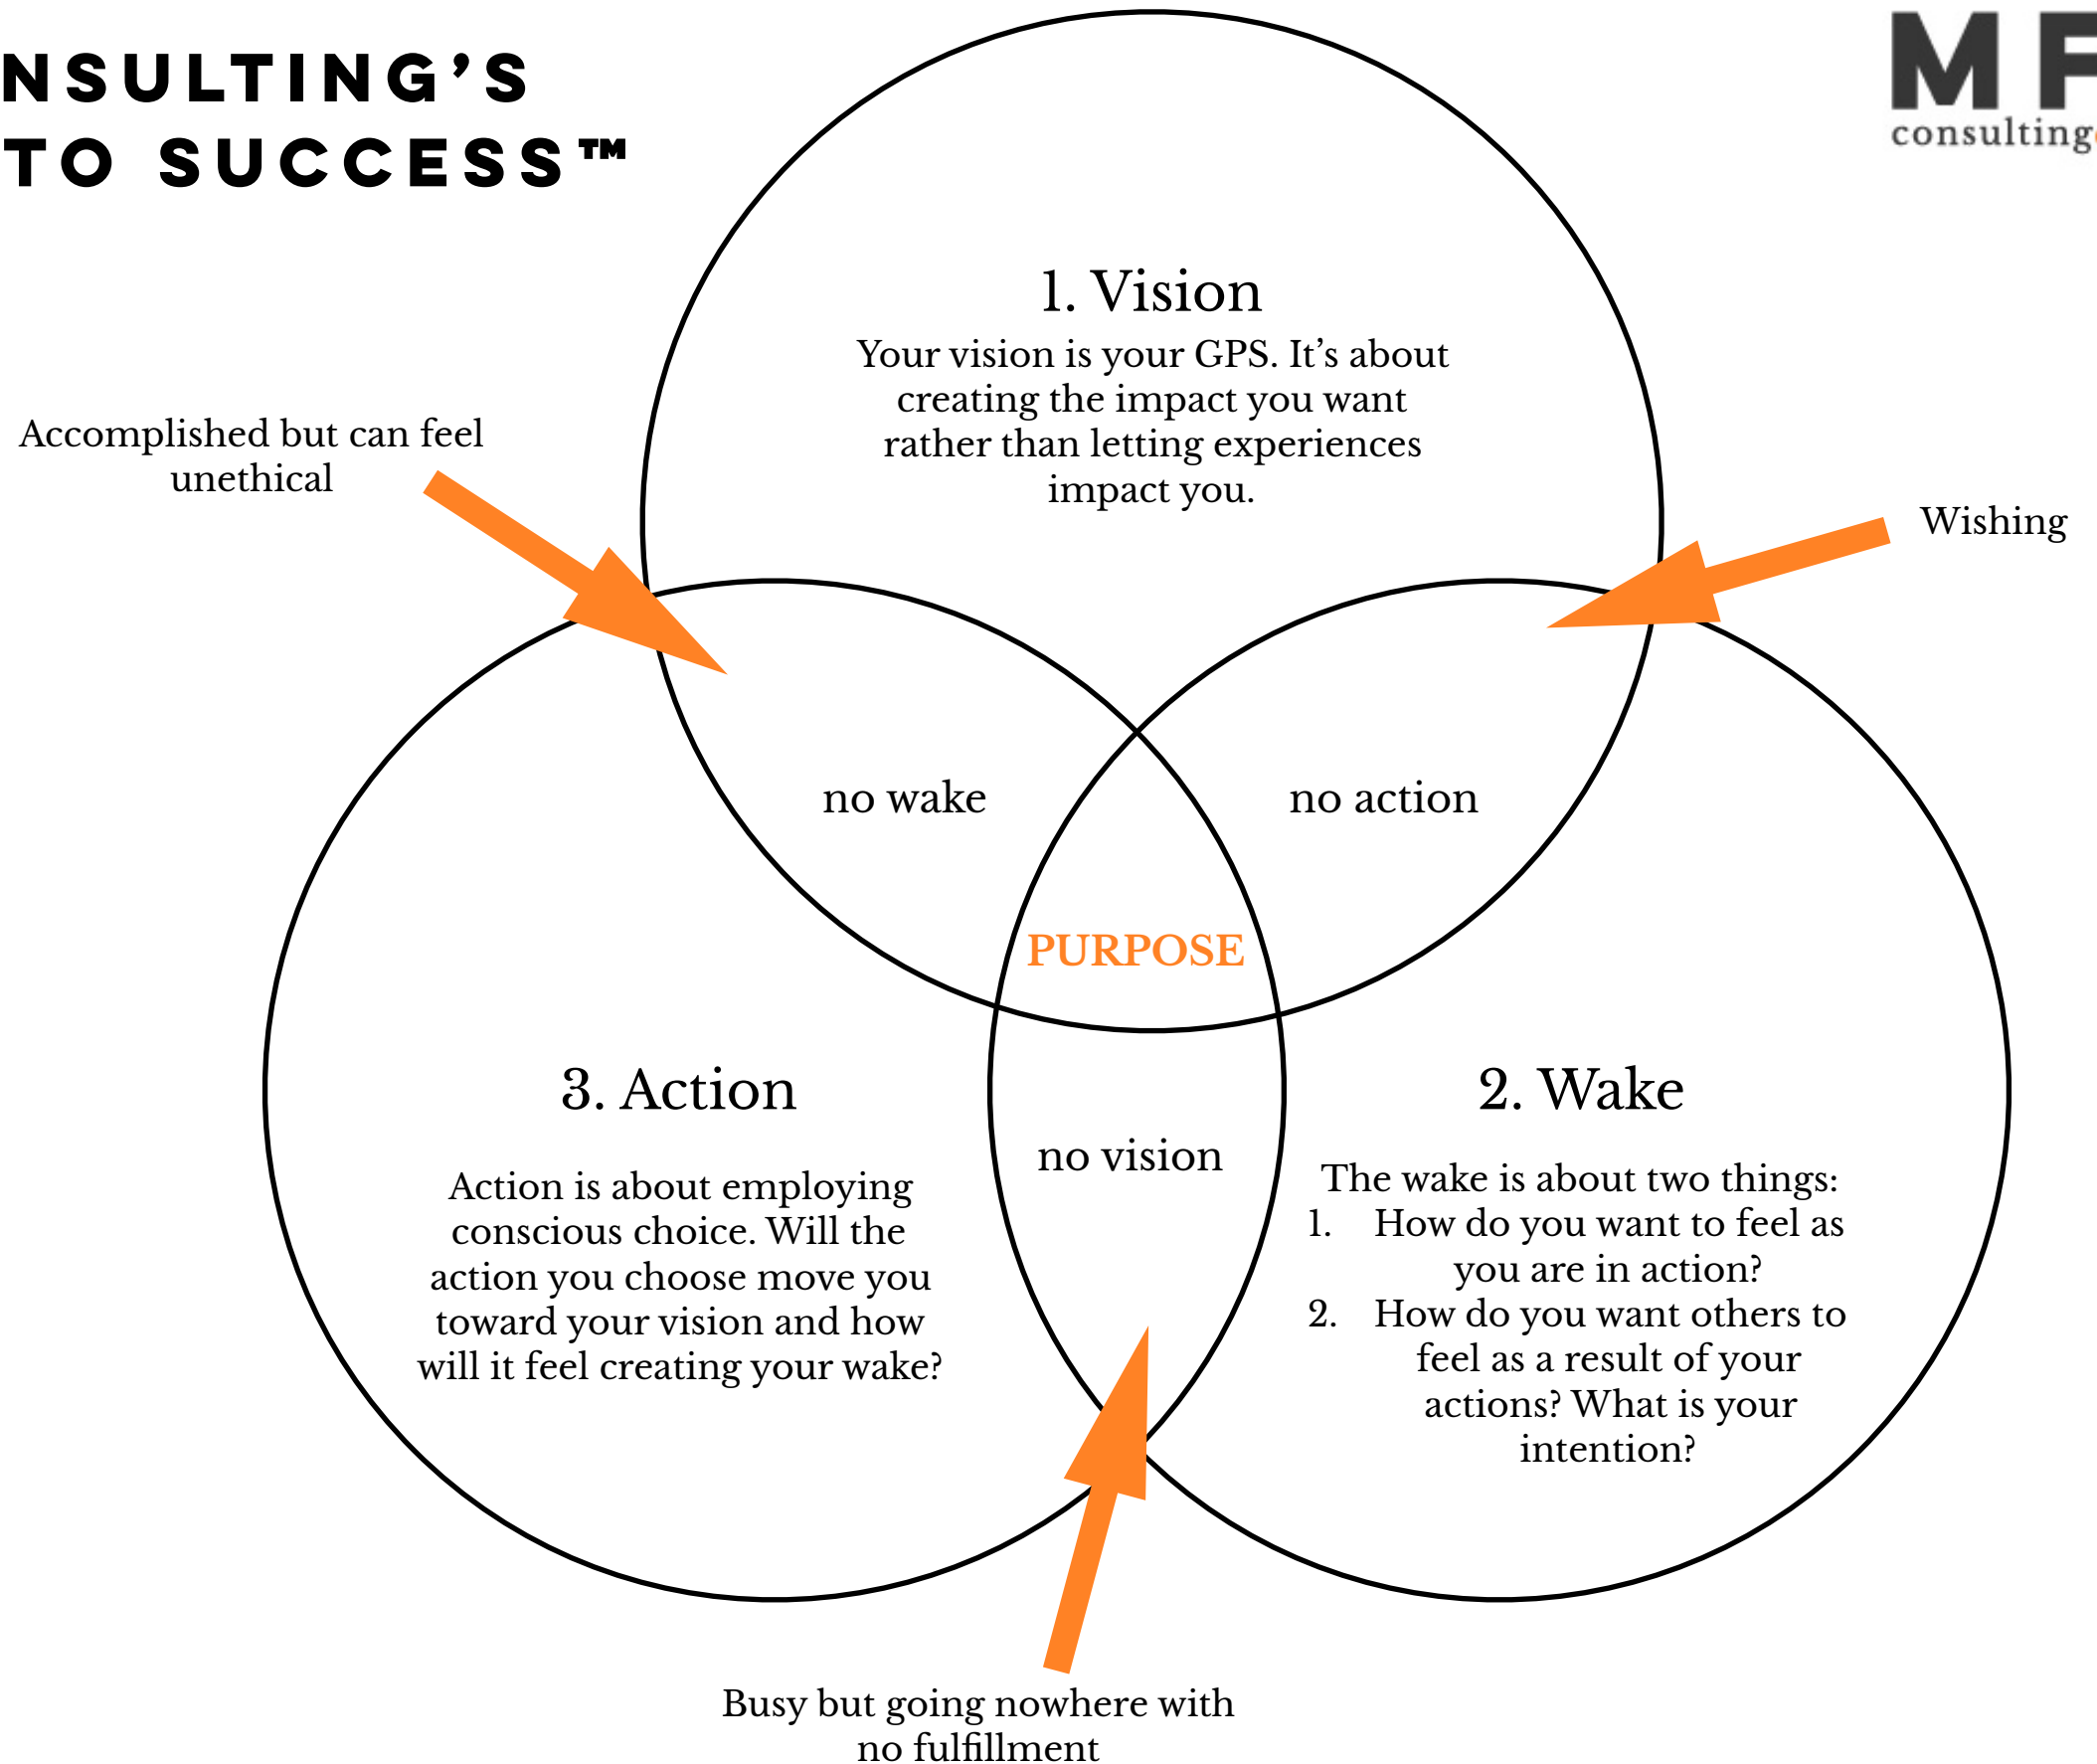 NSULTING’S
TO SUCCESS™
MF
consulting
1. Vision
Your vision is your GPS. It’s about
creating the impact you want
rather than letting experiences
impact you.
Accomplished but can feel
unethical
Wishing
no wake
no action
PURPOSE
3. Action
Action is about employing
conscious choice. Will the
action you choose move you
toward your vision and how
will it feel creating your wake?
no vision
2. Wake
The wake is about two things:
1. How do you want to feel as
you are in action?
2. How do you want others to
feel as a result of your
actions? What is your
intention?
Busy but going nowhere with
no fulfillment